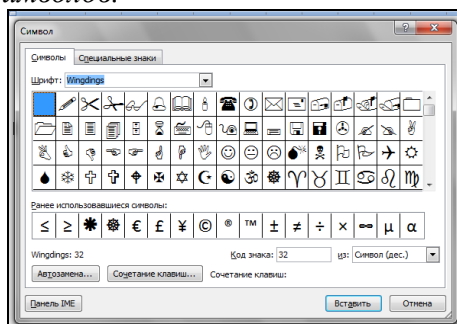 Символ
Символы Специальные знаки
Шрифт: Wingdings
Ранее использовавшиеся символы:
≤ ≥ € £ ¥ © ® ™ ± ≠ ÷ × ∞ µ α
Wingdings: 32 Код знака: 32 из: Символ (дес.)
Автозамена... Сочетание клавиш... Сочетание клавиш:
Панель IME Вставить Отмена